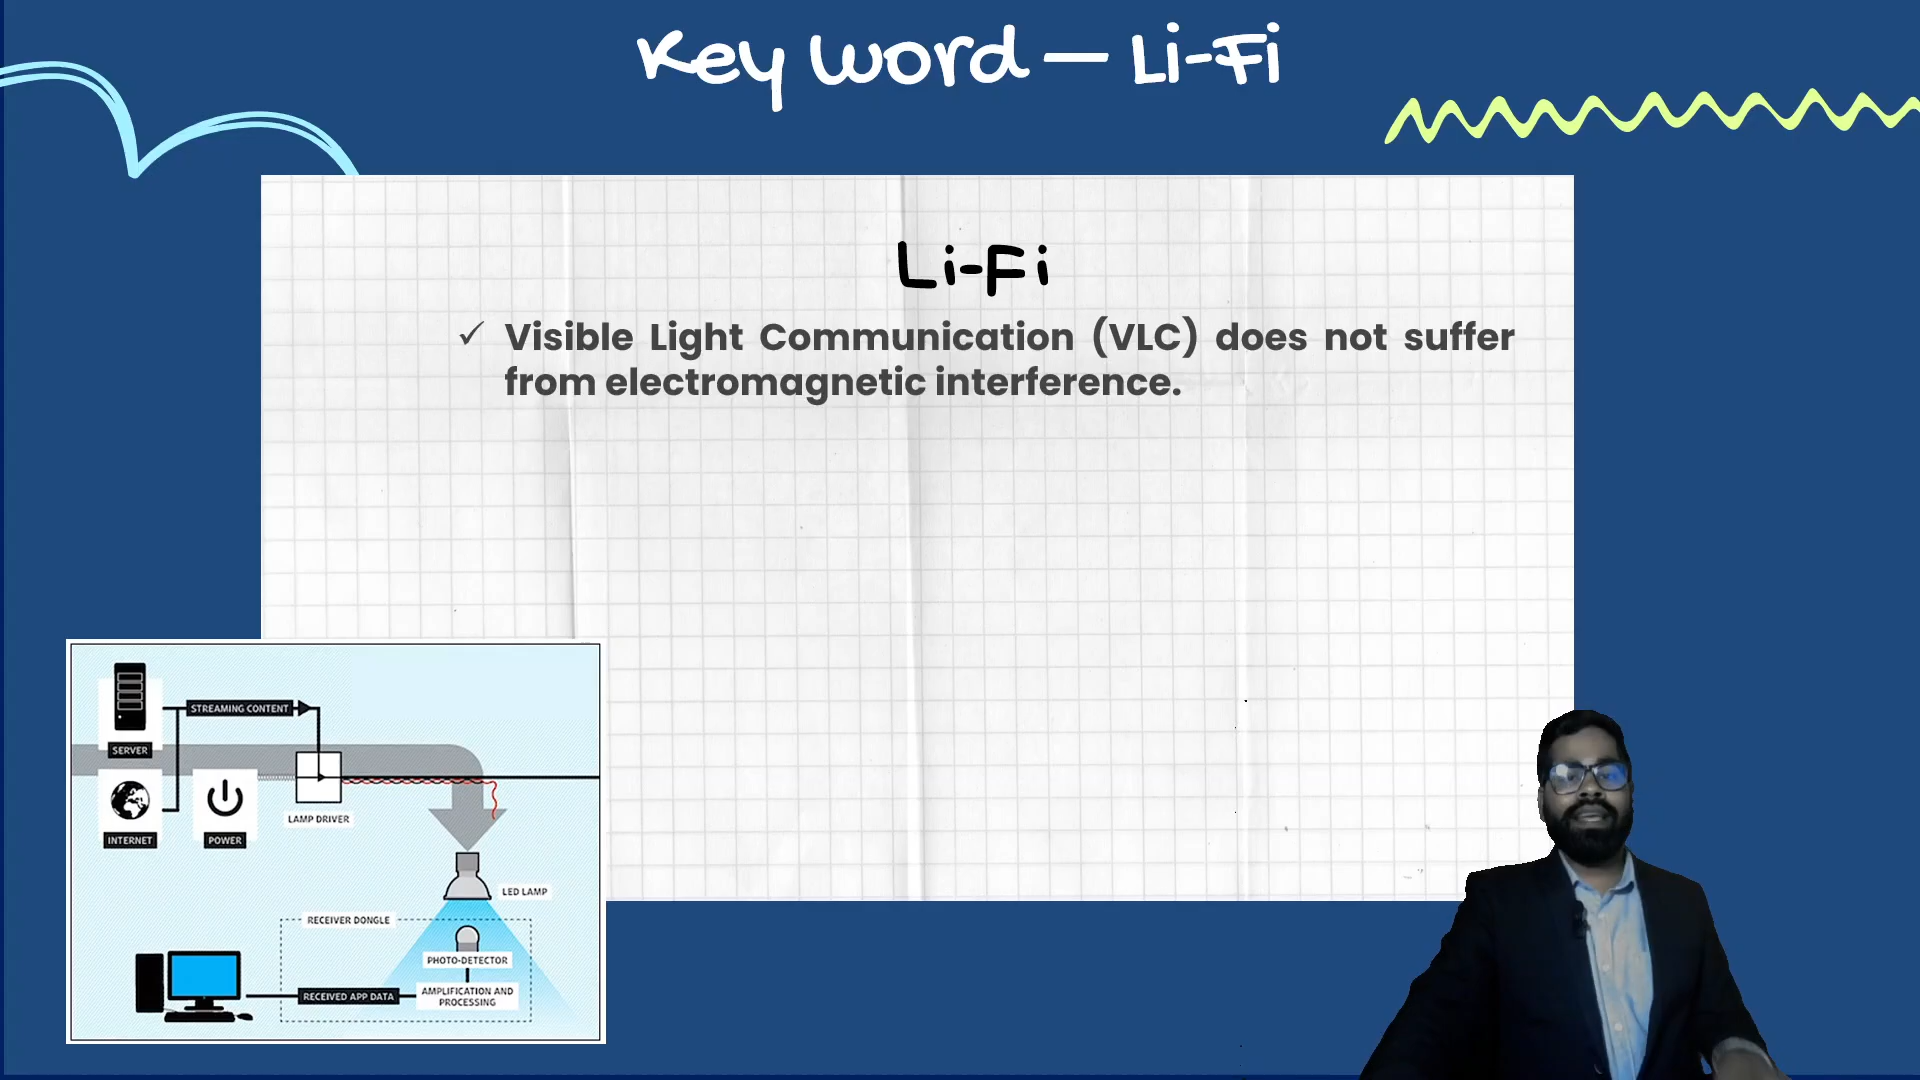 Key Word — Li-Fi
Li-Fi
✓ Visible Light Communication (VLC) does not suffer
from electromagnetic interference.
STREAMING CONTENT
SERVER
INTERNET
POWER
LAMP DRIVER
LED LAMP
RECEIVER DONGLE
PHOTO-DETECTOR
RECEIVED APP DATA
AMPLIFICATION AND
PROCESSING